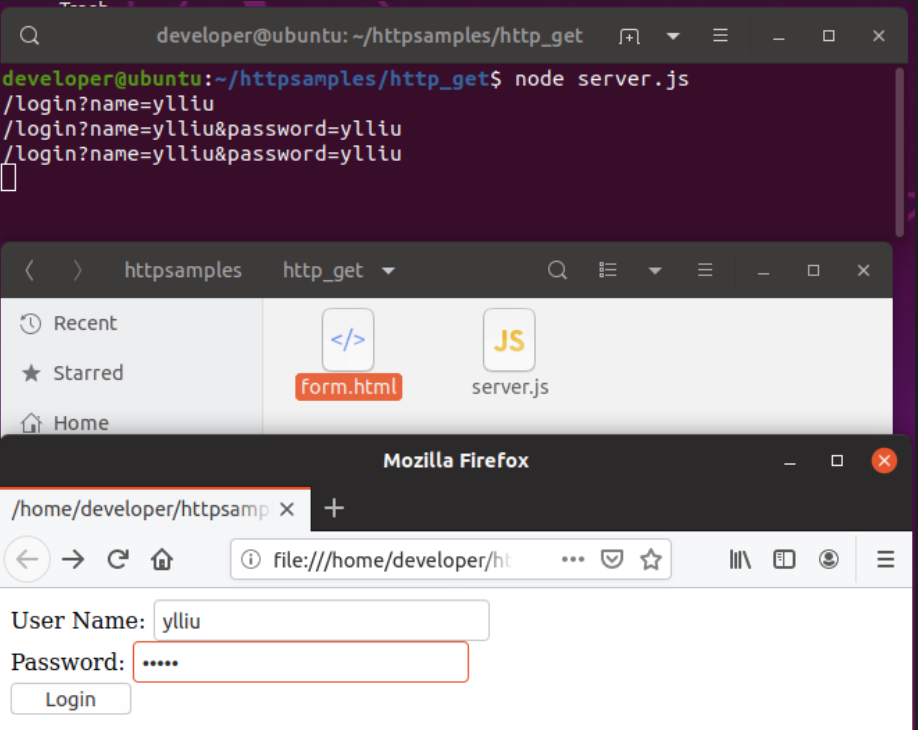 developer@ubuntu: ~/httpsamples/http_get
developer@ubuntu:~/httpsamples/http_get$ node server.js
/login?name=ylliu
/login?name=ylliu&password=ylliu
/login?name=ylliu&password=ylliu
httpsamples http_get
Recent
</> JS
Starred
form.html server.js
Home
Mozilla Firefox
/home/developer/httpsamp
file:///home/developer/ht
User Name: ylliu
Password: •••••
Login